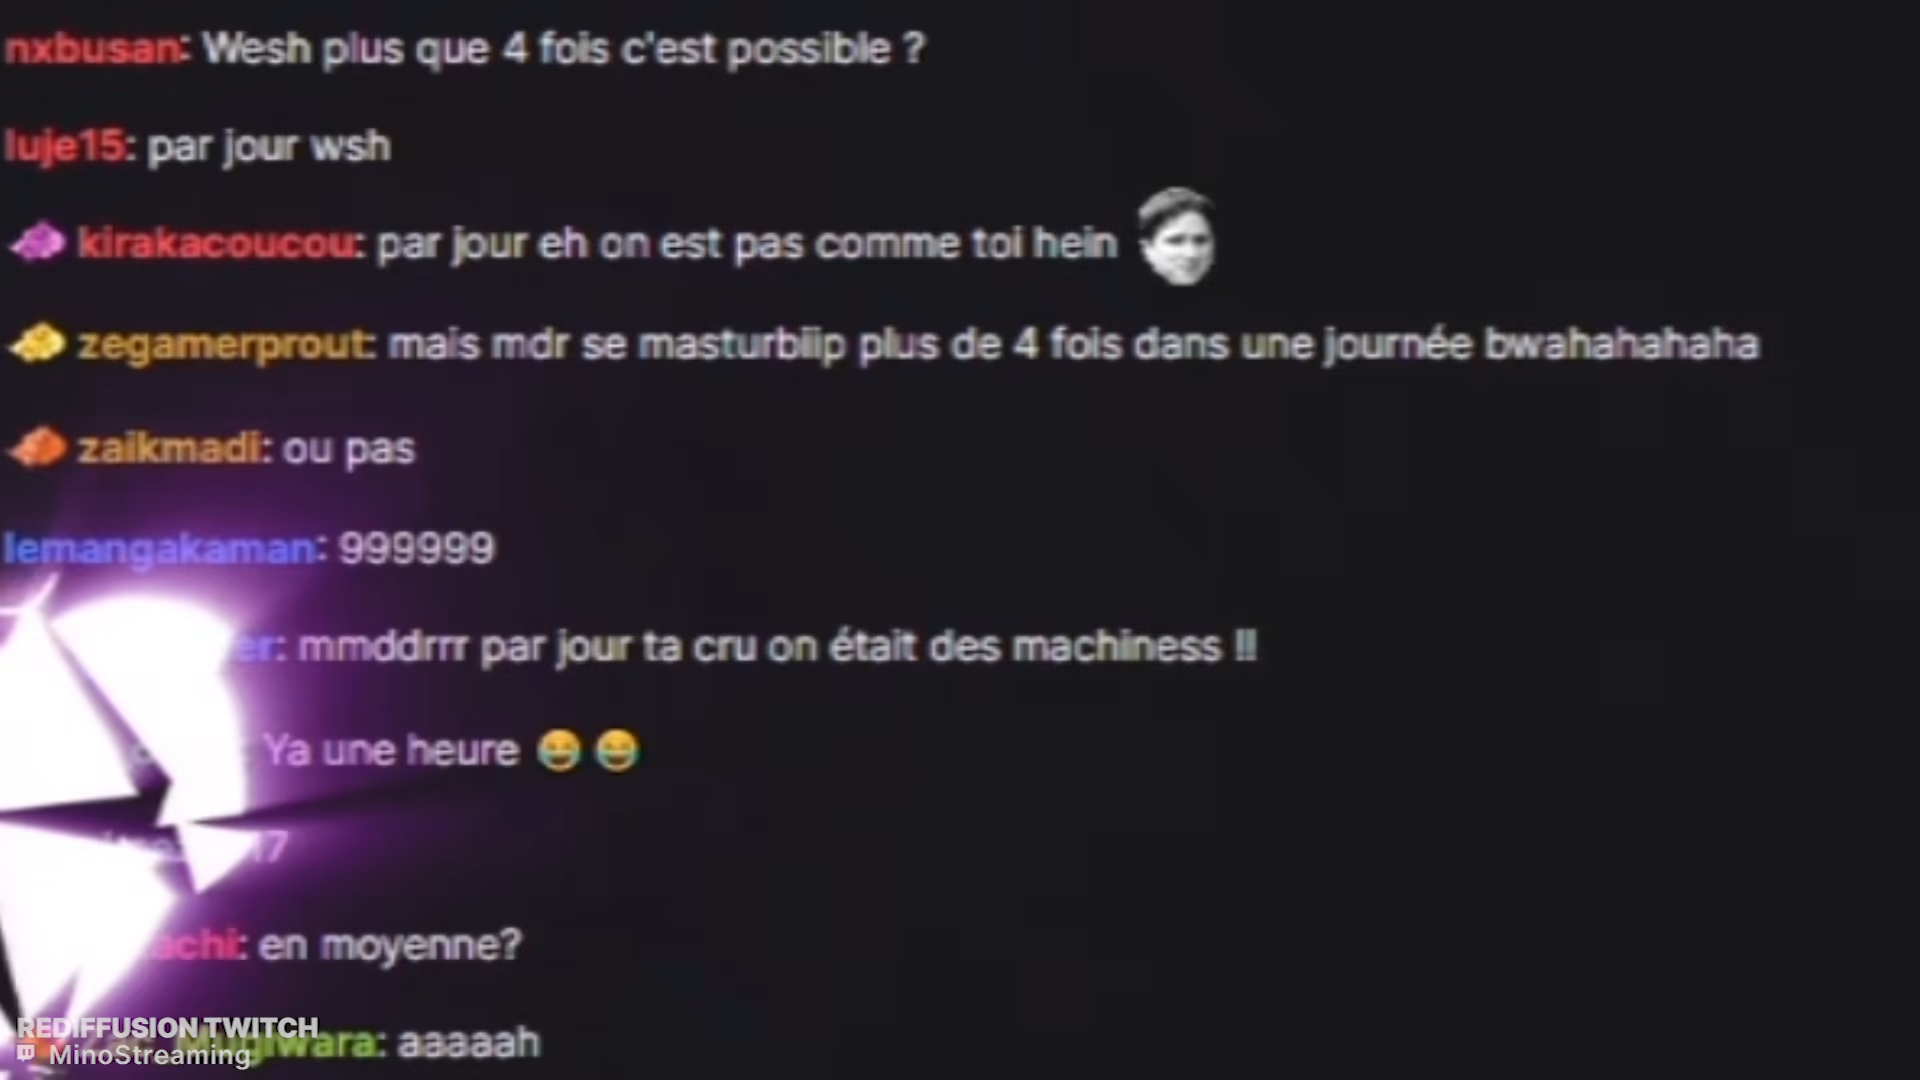 nxbusan: Wesh plus que 4 fois c'est possible ?
luje15: par jour wsh
kirakacoucou: par jour eh on est pas comme toi hein
zegamerprout: mais mdr se masturbiip plus de 4 fois dans une journée bwahahahaha
zaikmadi: ou pas
lemangakaman: 999999
er: mmddrrr par jour ta cru on était des machiness !!
Ya une heure 😂 😂
17
achi: en moyenne?
Mugiwara: aaaaah
REDIFFUSION TWITCH
MinoStreaming